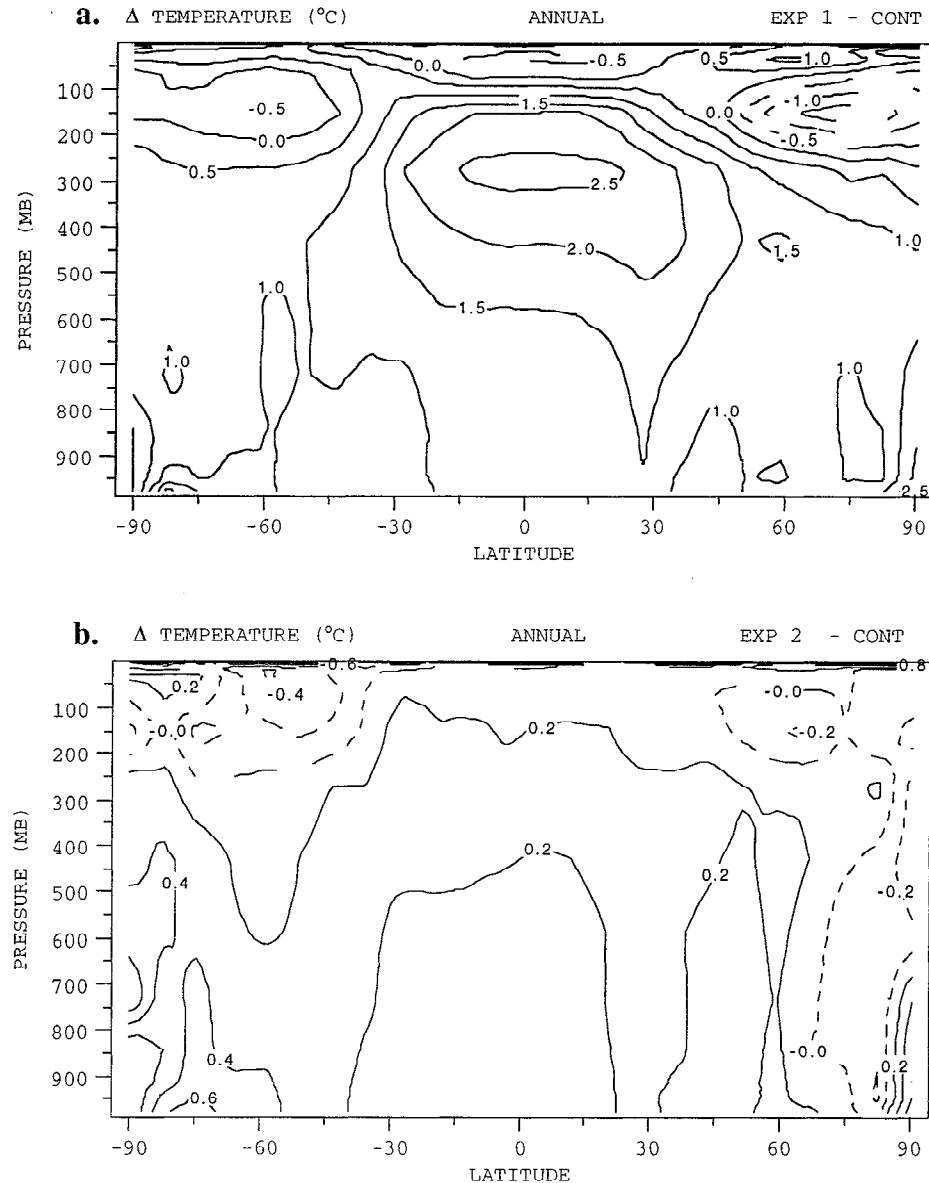 a. Δ TEMPERATURE (°C) ANNUAL EXP 1 - CONT
0.0 -0.5 0.5 1.0
100 -0.5 1.5 0.0 -1.0
200 0.0 -0.5
0.5
300 2.5
400 2.0 1.0
1.5
500
1.0 1.5
600
700 1.0 1.0
800 1.0
900
2.5
PRESSURE (MB)
-90 -60 -30 0 30 60 90
LATITUDE
b. Δ TEMPERATURE (°C) ANNUAL EXP 2 - CONT
-0.6 0.8
0.2 -0.4 -0.0
100
-0.0 0.2 -0.2
200
300
400 0.2
0.4 0.2
500 -0.2
600
700
800
0.4 -0.0
900 0.2
0.6
PRESSURE (MB)
-90 -60 -30 0 30 60 90
LATITUDE